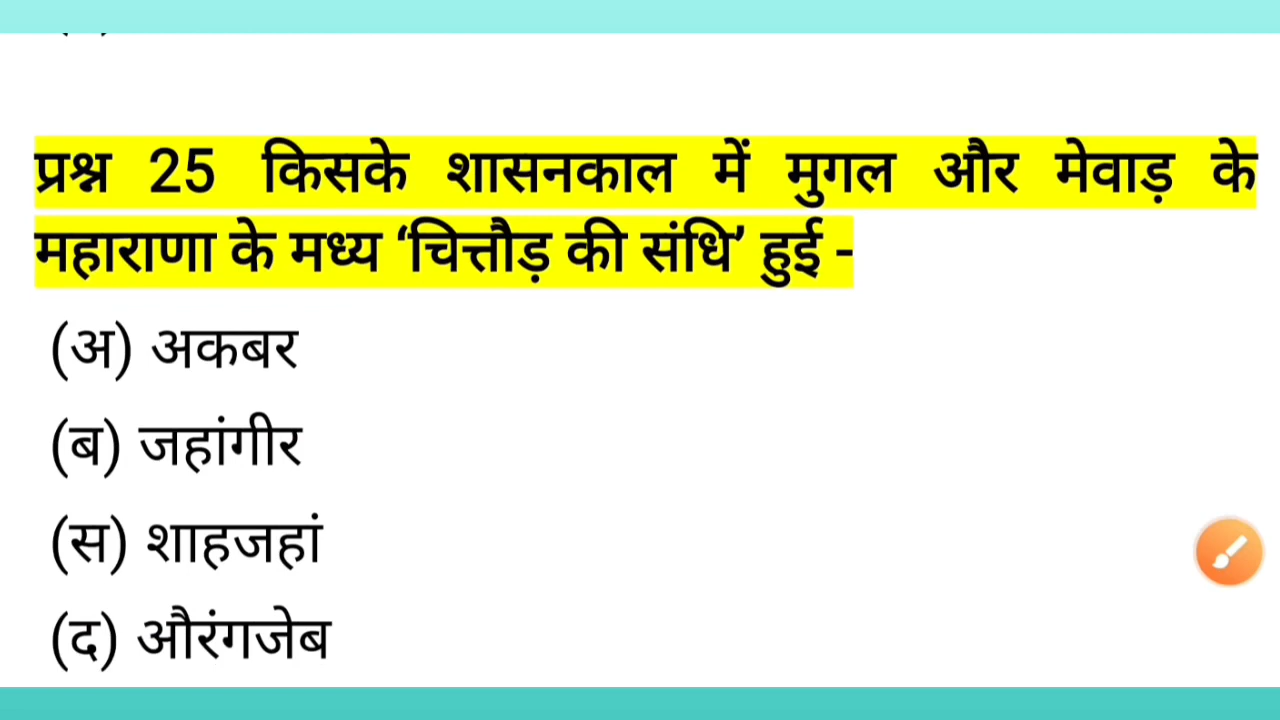 प्रश्न 25 किसके शासनकाल में मुगल और मेवाड़ के
महाराणा के मध्य ‘चित्तौड़ की संधि’ हुई -
(अ) अकबर
(ब) जहांगीर
(स) शाहजहां
(द) औरंगजेब